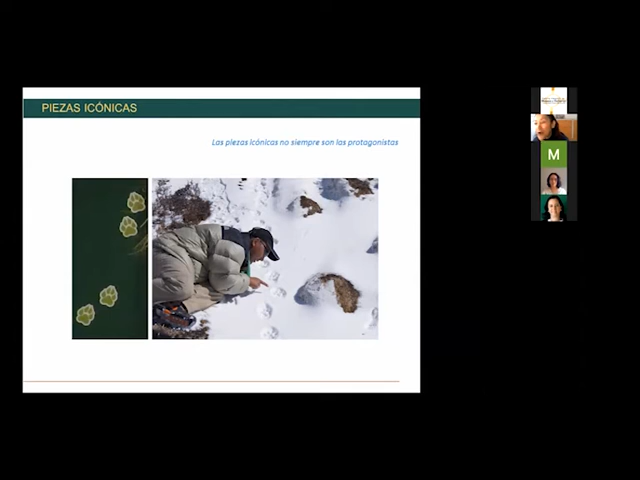 PIEZAS ICÓNICAS
Las piezas icónicas no siempre son las protagonistas
M